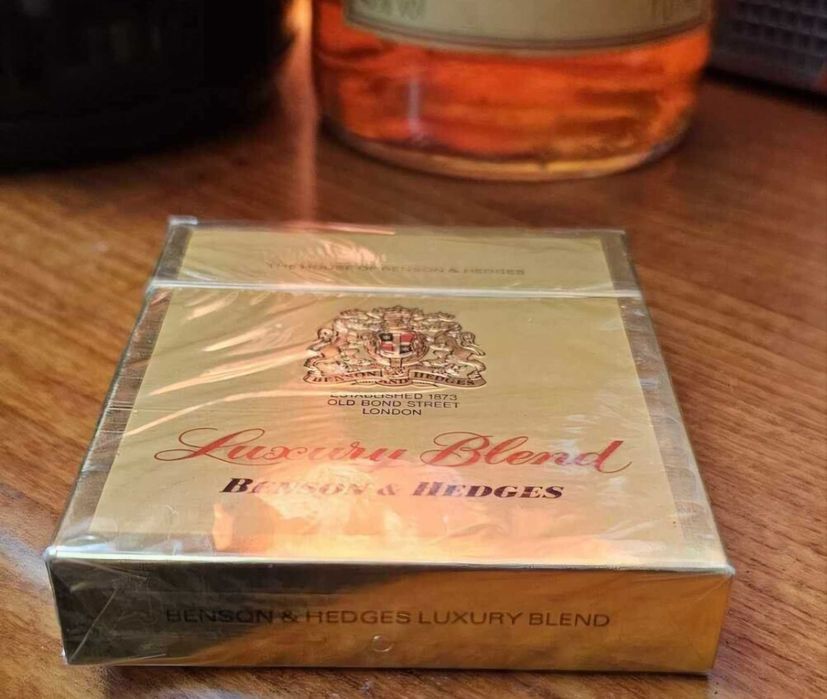 THE HOUSE OF BENSON & HEDGES
BENSON AND HEDGES
ESTABLISHED 1873
OLD BOND STREET
LONDON
Luxury Blend
BENSON & HEDGES
BENSON & HEDGES LUXURY BLEND